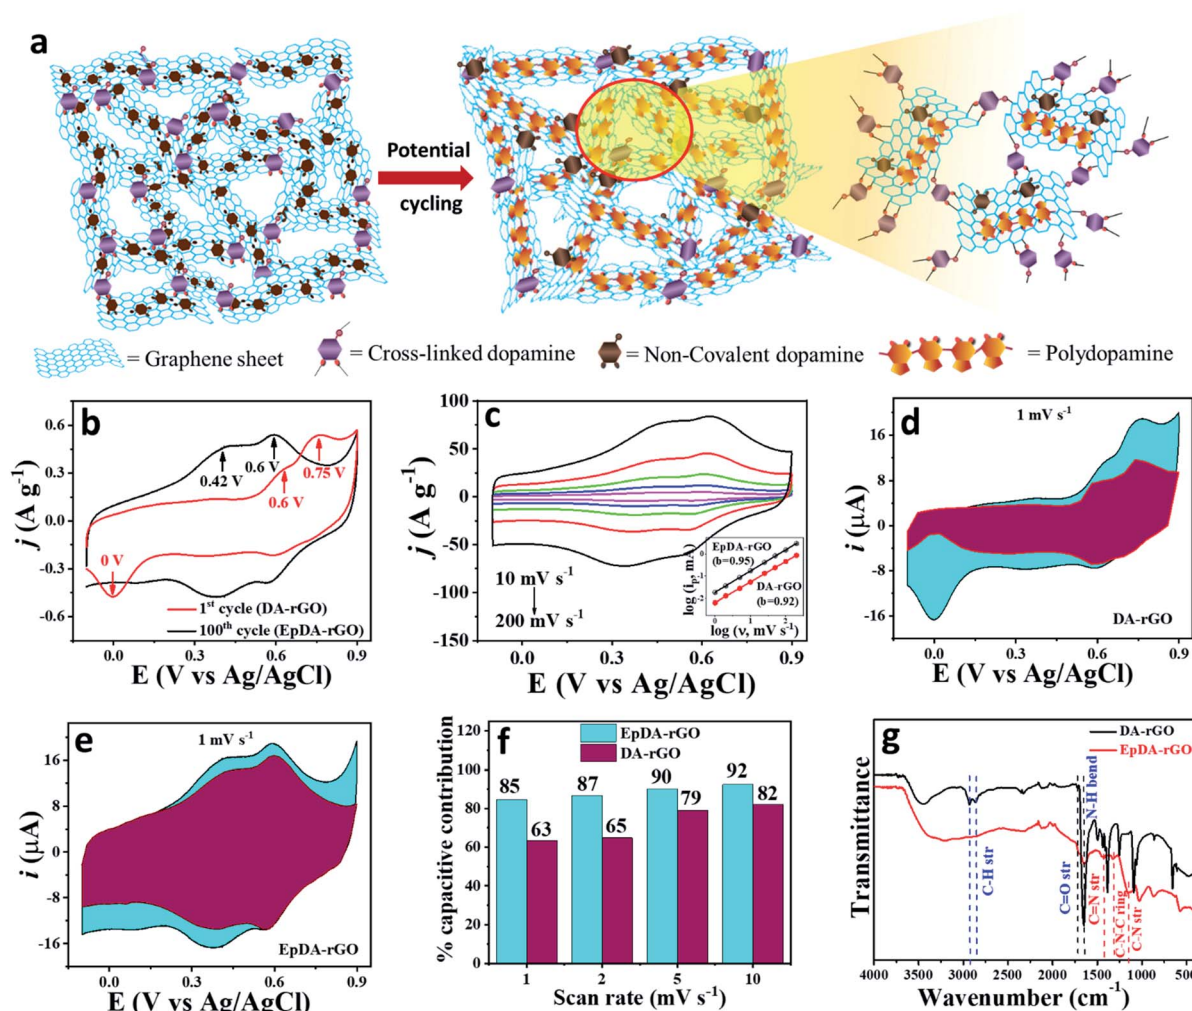 a
Potential
cycling
= Graphene sheet
= Cross-linked dopamine
= Non-Covalent dopamine
= Polydopamine
b
j (A g⁻¹)
0.6
0.3
0.0
-0.3
-0.6
0.42 V
0.6 V
0.75 V
0.6 V
0 V
1ˢᵗ cycle (DA-rGO)
100ᵗʰ cycle (EpDA-rGO)
0.0 0.3 0.6 0.9
E (V vs Ag/AgCl)
c
j (A g⁻¹)
100
50
0
-50
-100
-150
10 mV s⁻¹
200 mV s⁻¹
log (iₚ, mA)
0
-1
-2
EpDA-rGO
(b=0.95)
DA-rGO
(b=0.92)
0 1 2
log (ν, mV s⁻¹)
0.0 0.3 0.6 0.9
E (V vs Ag/AgCl)
d
1 mV s⁻¹
i (μA)
16
8
0
-8
-16
DA-rGO
0.0 0.3 0.6 0.9
E (V vs Ag/AgCl)
e
1 mV s⁻¹
i (μA)
16
8
0
-8
-16
EpDA-rGO
0.0 0.3 0.6 0.9
E (V vs Ag/AgCl)
f
% capacitive contribution
120
100
80
60
40
20
0
EpDA-rGO
DA-rGO
85 63 87 65 90 79 92 82
1 2 5 10
Scan rate (mV s⁻¹)
g
DA-rGO
EpDA-rGO
Transmittance
C-H str
C=O str
N-H bend
C=N str
C-N-C ring
C-N str
4000 3500 3000 2500 2000 1500 1000 500
Wavenumber (cm⁻¹)